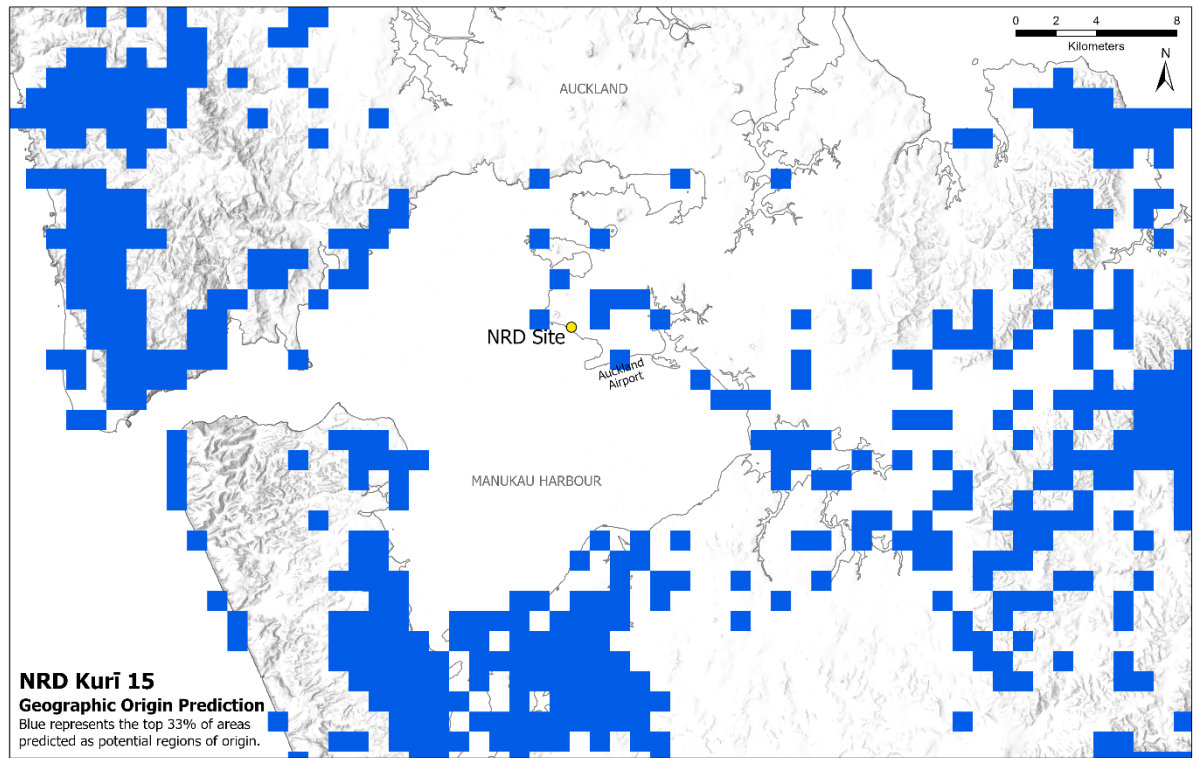 0 2 4 8
Kilometers
N
AUCKLAND
NRD Site
Auckland
Airport
MANUKAU HARBOUR
NRD Kurī 15
Geographic Origin Prediction
Blue represents the top 33% of areas
predicted as potential regions of origin.